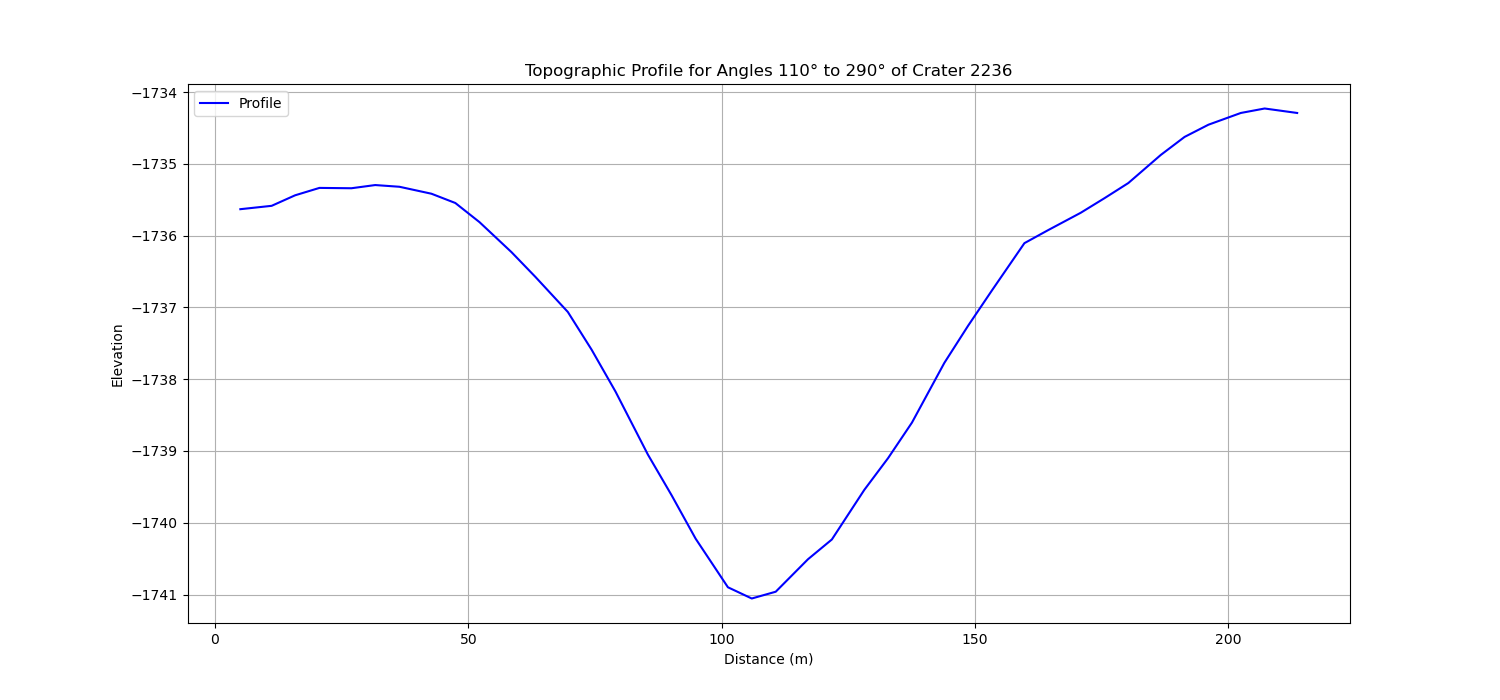 Topographic Profile for Angles 110° to 290° of Crater 2236
Profile
−1734
−1735
−1736
−1737
−1738
−1739
−1740
−1741
Elevation
0 50 100 150 200
Distance (m)